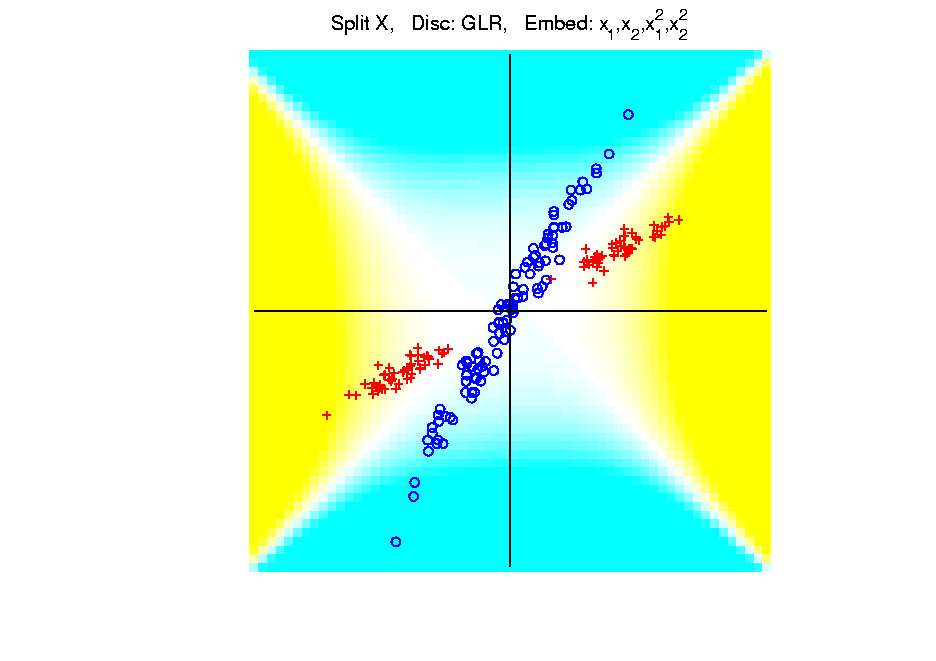 Split X,   Disc: GLR,   Embed: x₁,x₂,x₁²,x₂²